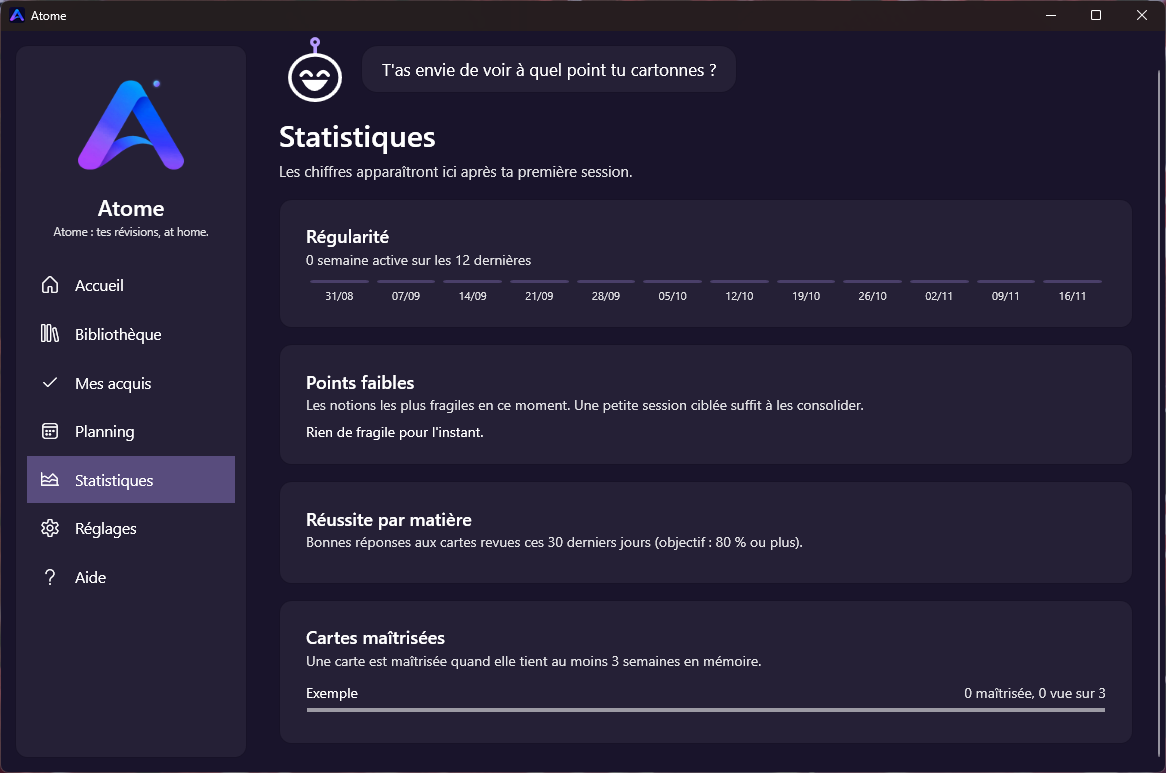 Atome
T'as envie de voir à quel point tu cartonnes ?
Statistiques
Les chiffres apparaîtront ici après ta première session.
Atome
Atome : tes révisions, at home.
Accueil
Bibliothèque
Mes acquis
Planning
Statistiques
Réglages
Aide
Régularité
0 semaine active sur les 12 dernières
31/08 07/09 14/09 21/09 28/09 05/10 12/10 19/10 26/10 02/11 09/11 16/11
Points faibles
Les notions les plus fragiles en ce moment. Une petite session ciblée suffit à les consolider.
Rien de fragile pour l'instant.
Réussite par matière
Bonnes réponses aux cartes revues ces 30 derniers jours (objectif : 80 % ou plus).
Cartes maîtrisées
Une carte est maîtrisée quand elle tient au moins 3 semaines en mémoire.
Exemple 0 maîtrisée, 0 vue sur 3